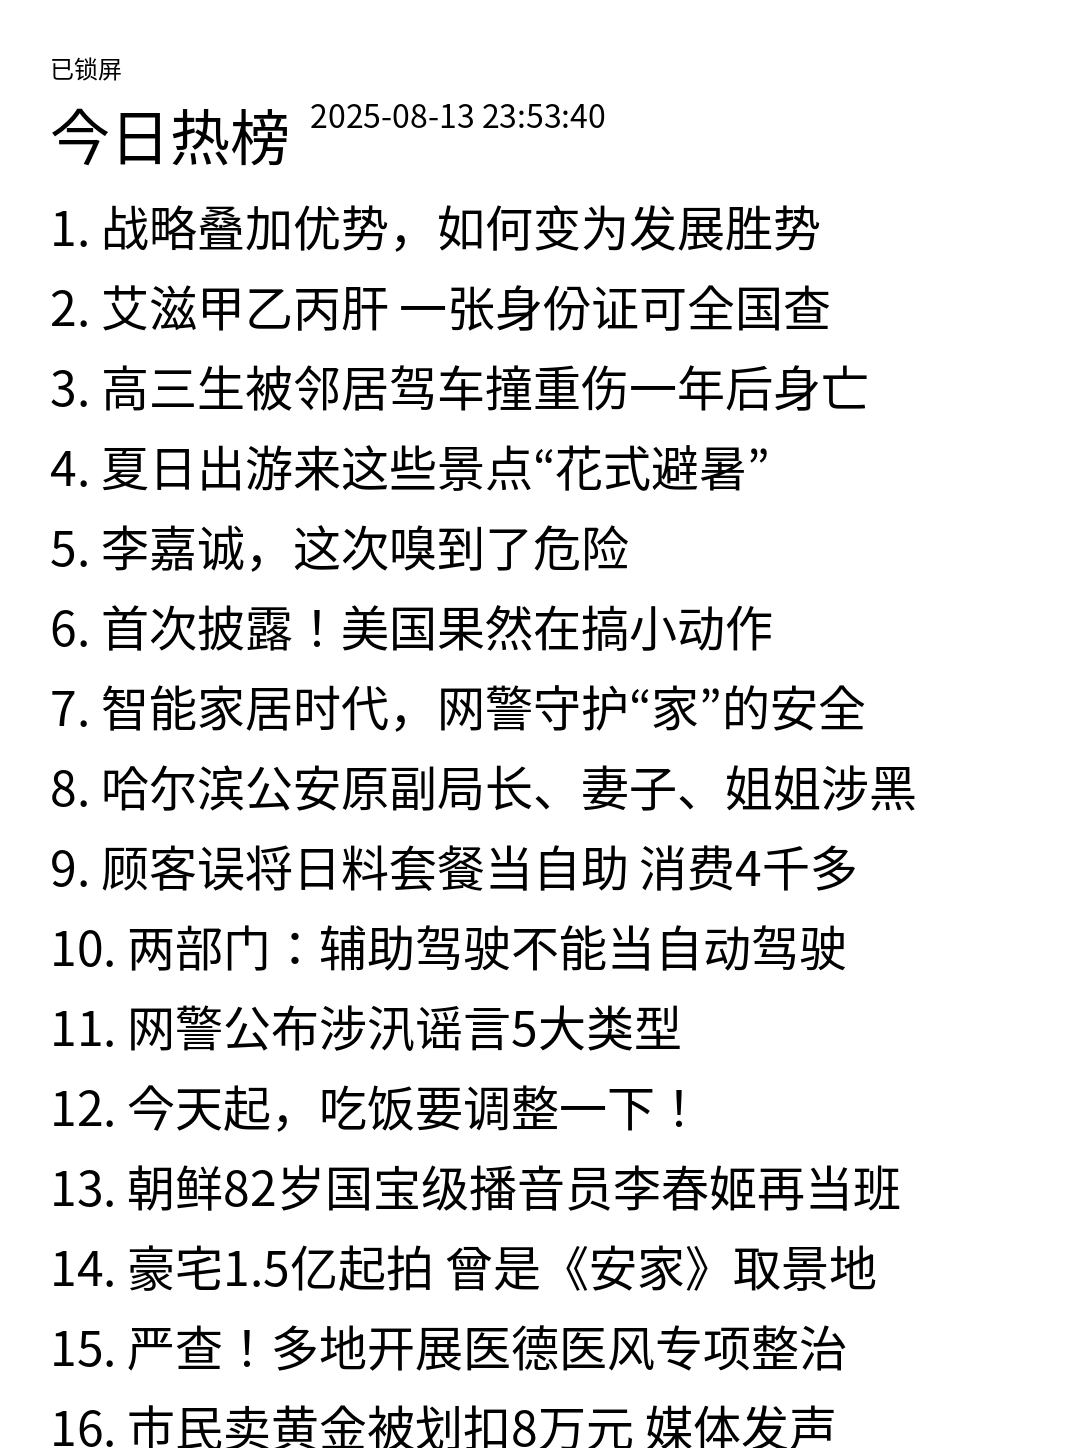 已锁屏
今日热榜 2025-08-13 23:53:40
1. 战略叠加优势，如何变为发展胜势
2. 艾滋甲乙丙肝 一张身份证可全国查
3. 高三生被邻居驾车撞重伤一年后身亡
4. 夏日出游来这些景点“花式避暑”
5. 李嘉诚，这次嗅到了危险
6. 首次披露！美国果然在搞小动作
7. 智能家居时代，网警守护“家”的安全
8. 哈尔滨公安原副局长、妻子、姐姐涉黑
9. 顾客误将日料套餐当自助 消费4千多
10. 两部门：辅助驾驶不能当自动驾驶
11. 网警公布涉汛谣言5大类型
12. 今天起，吃饭要调整一下！
13. 朝鲜82岁国宝级播音员李春姬再当班
14. 豪宅1.5亿起拍 曾是《安家》取景地
15. 严查！多地开展医德医风专项整治
16. 市民卖黄金被划扣8万元 媒体发声